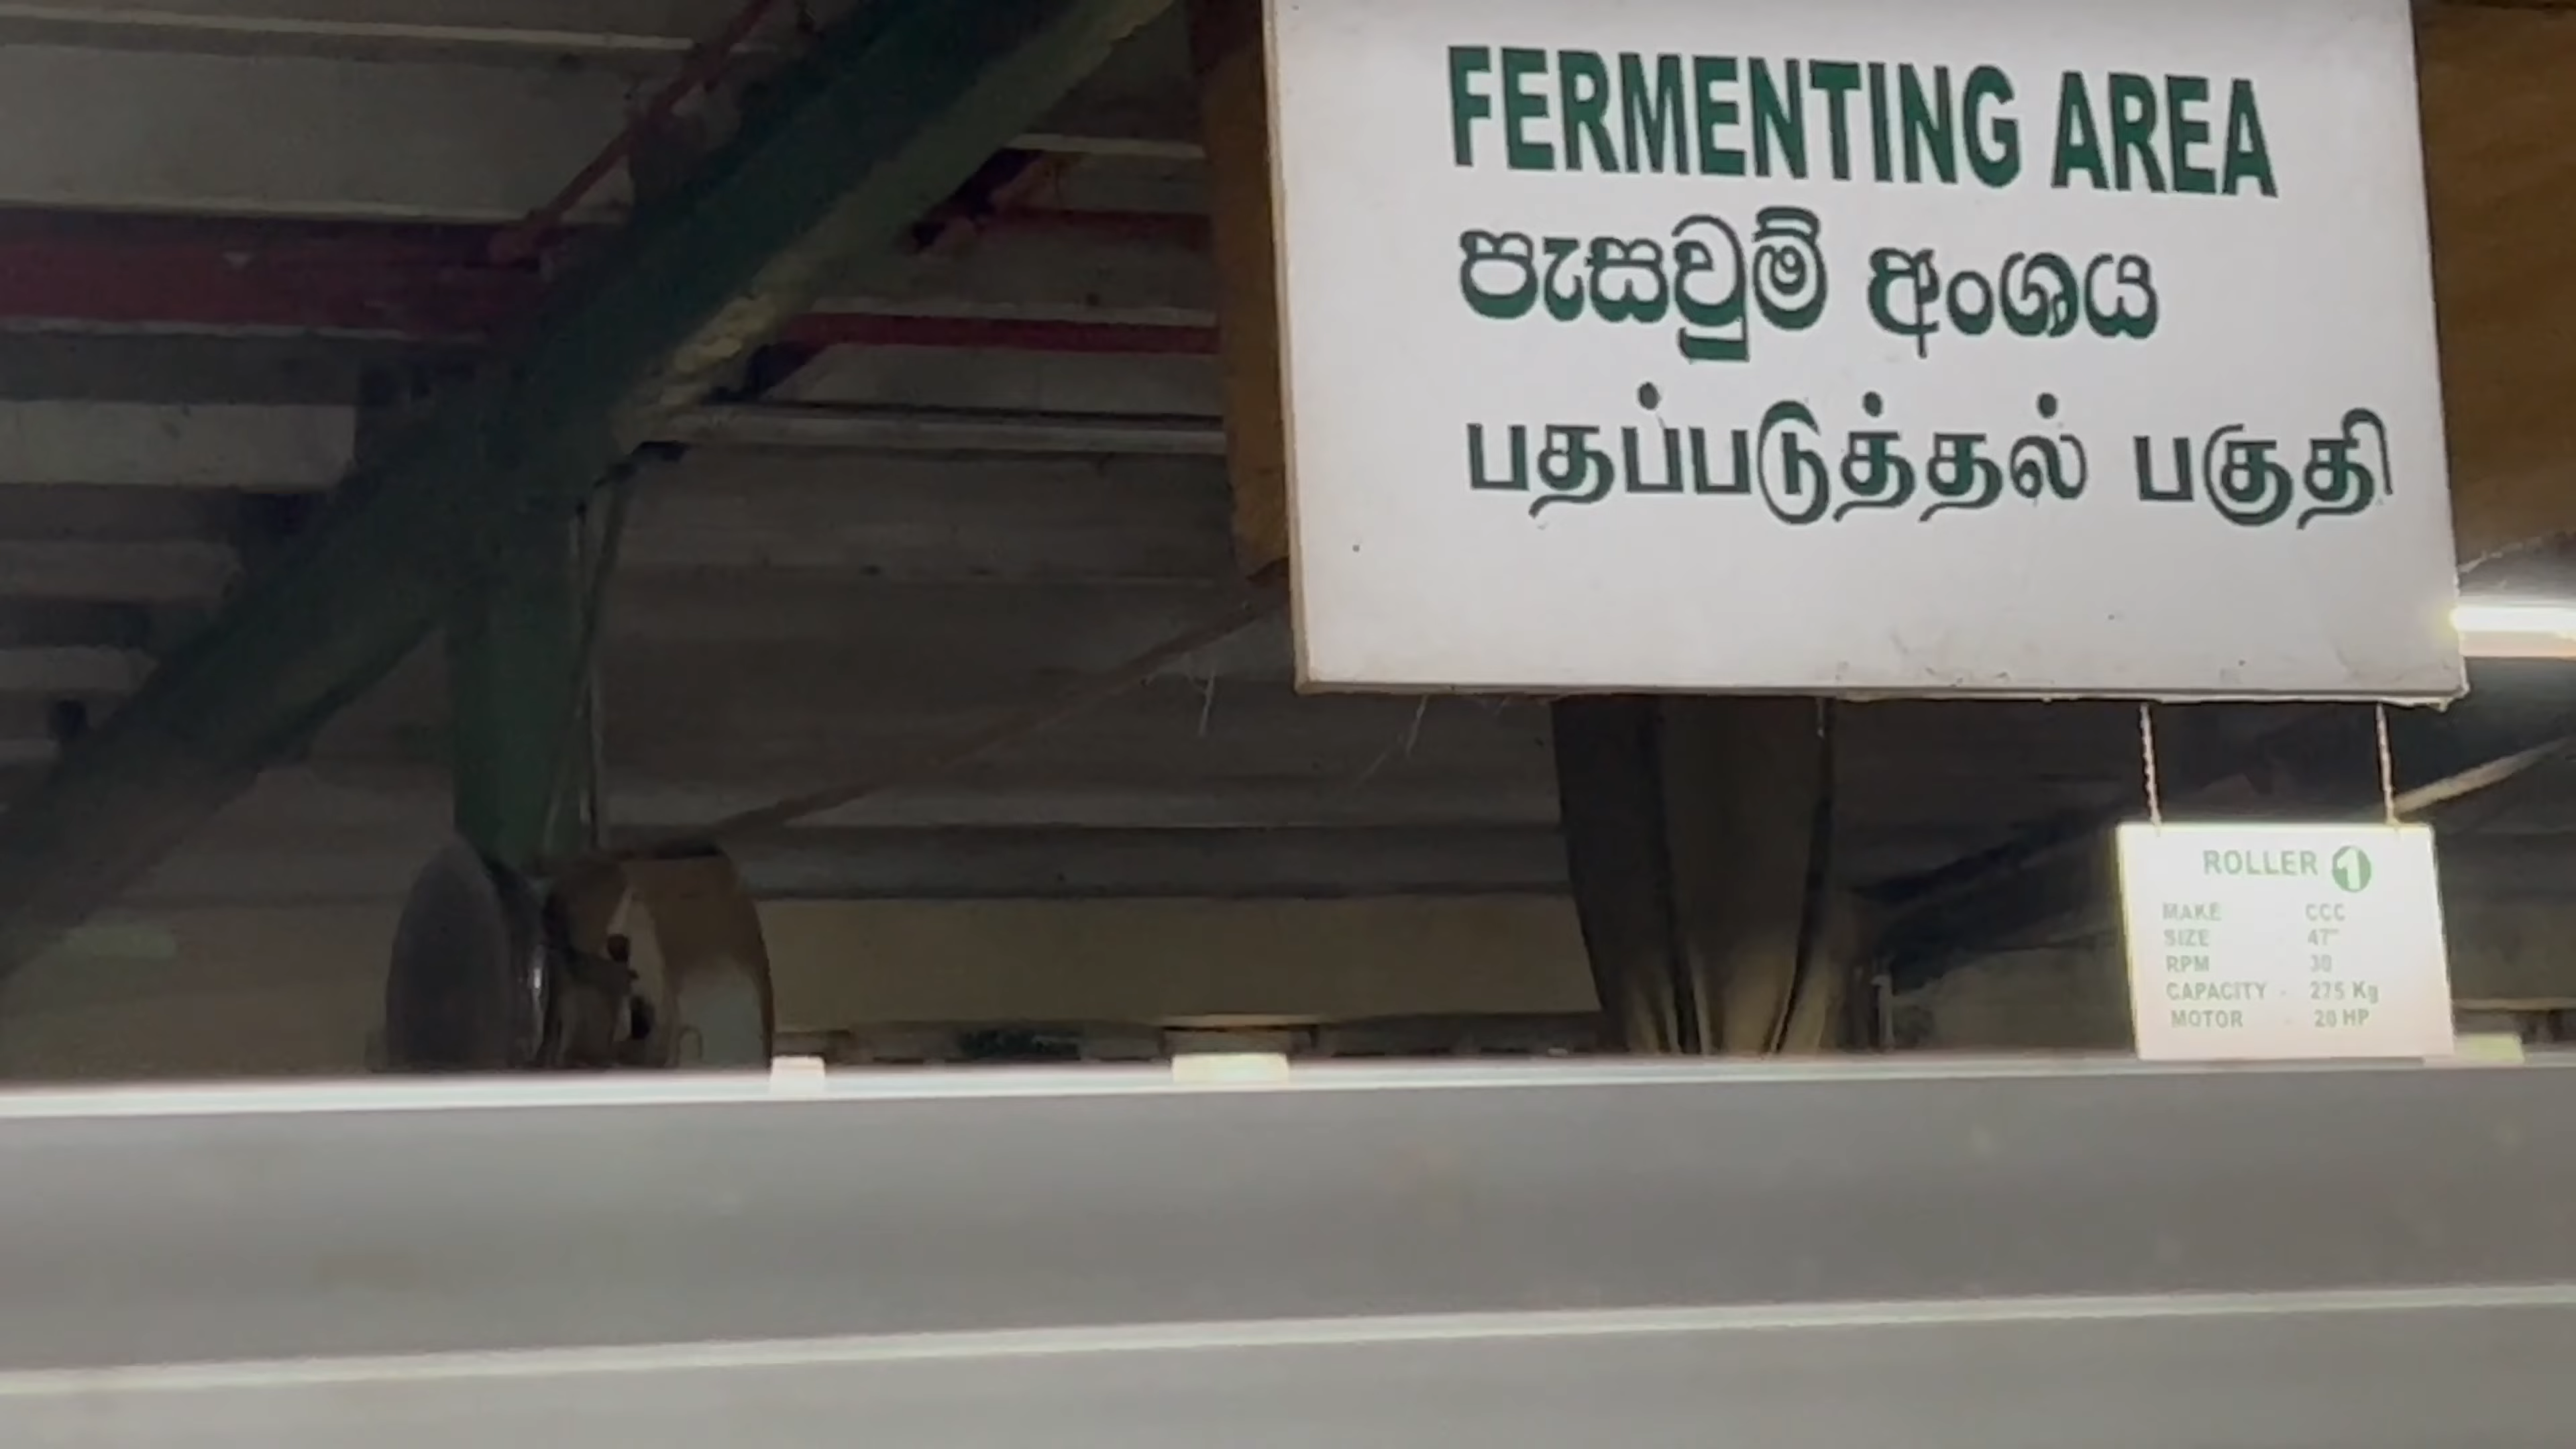 FERMENTING AREA
පැසවුම් අංශය
பதப்படுத்தல் பகுதி
ROLLER 1
MAKE CCC
SIZE 47"
RPM 30
CAPACITY - 275 Kg
MOTOR - 20 HP